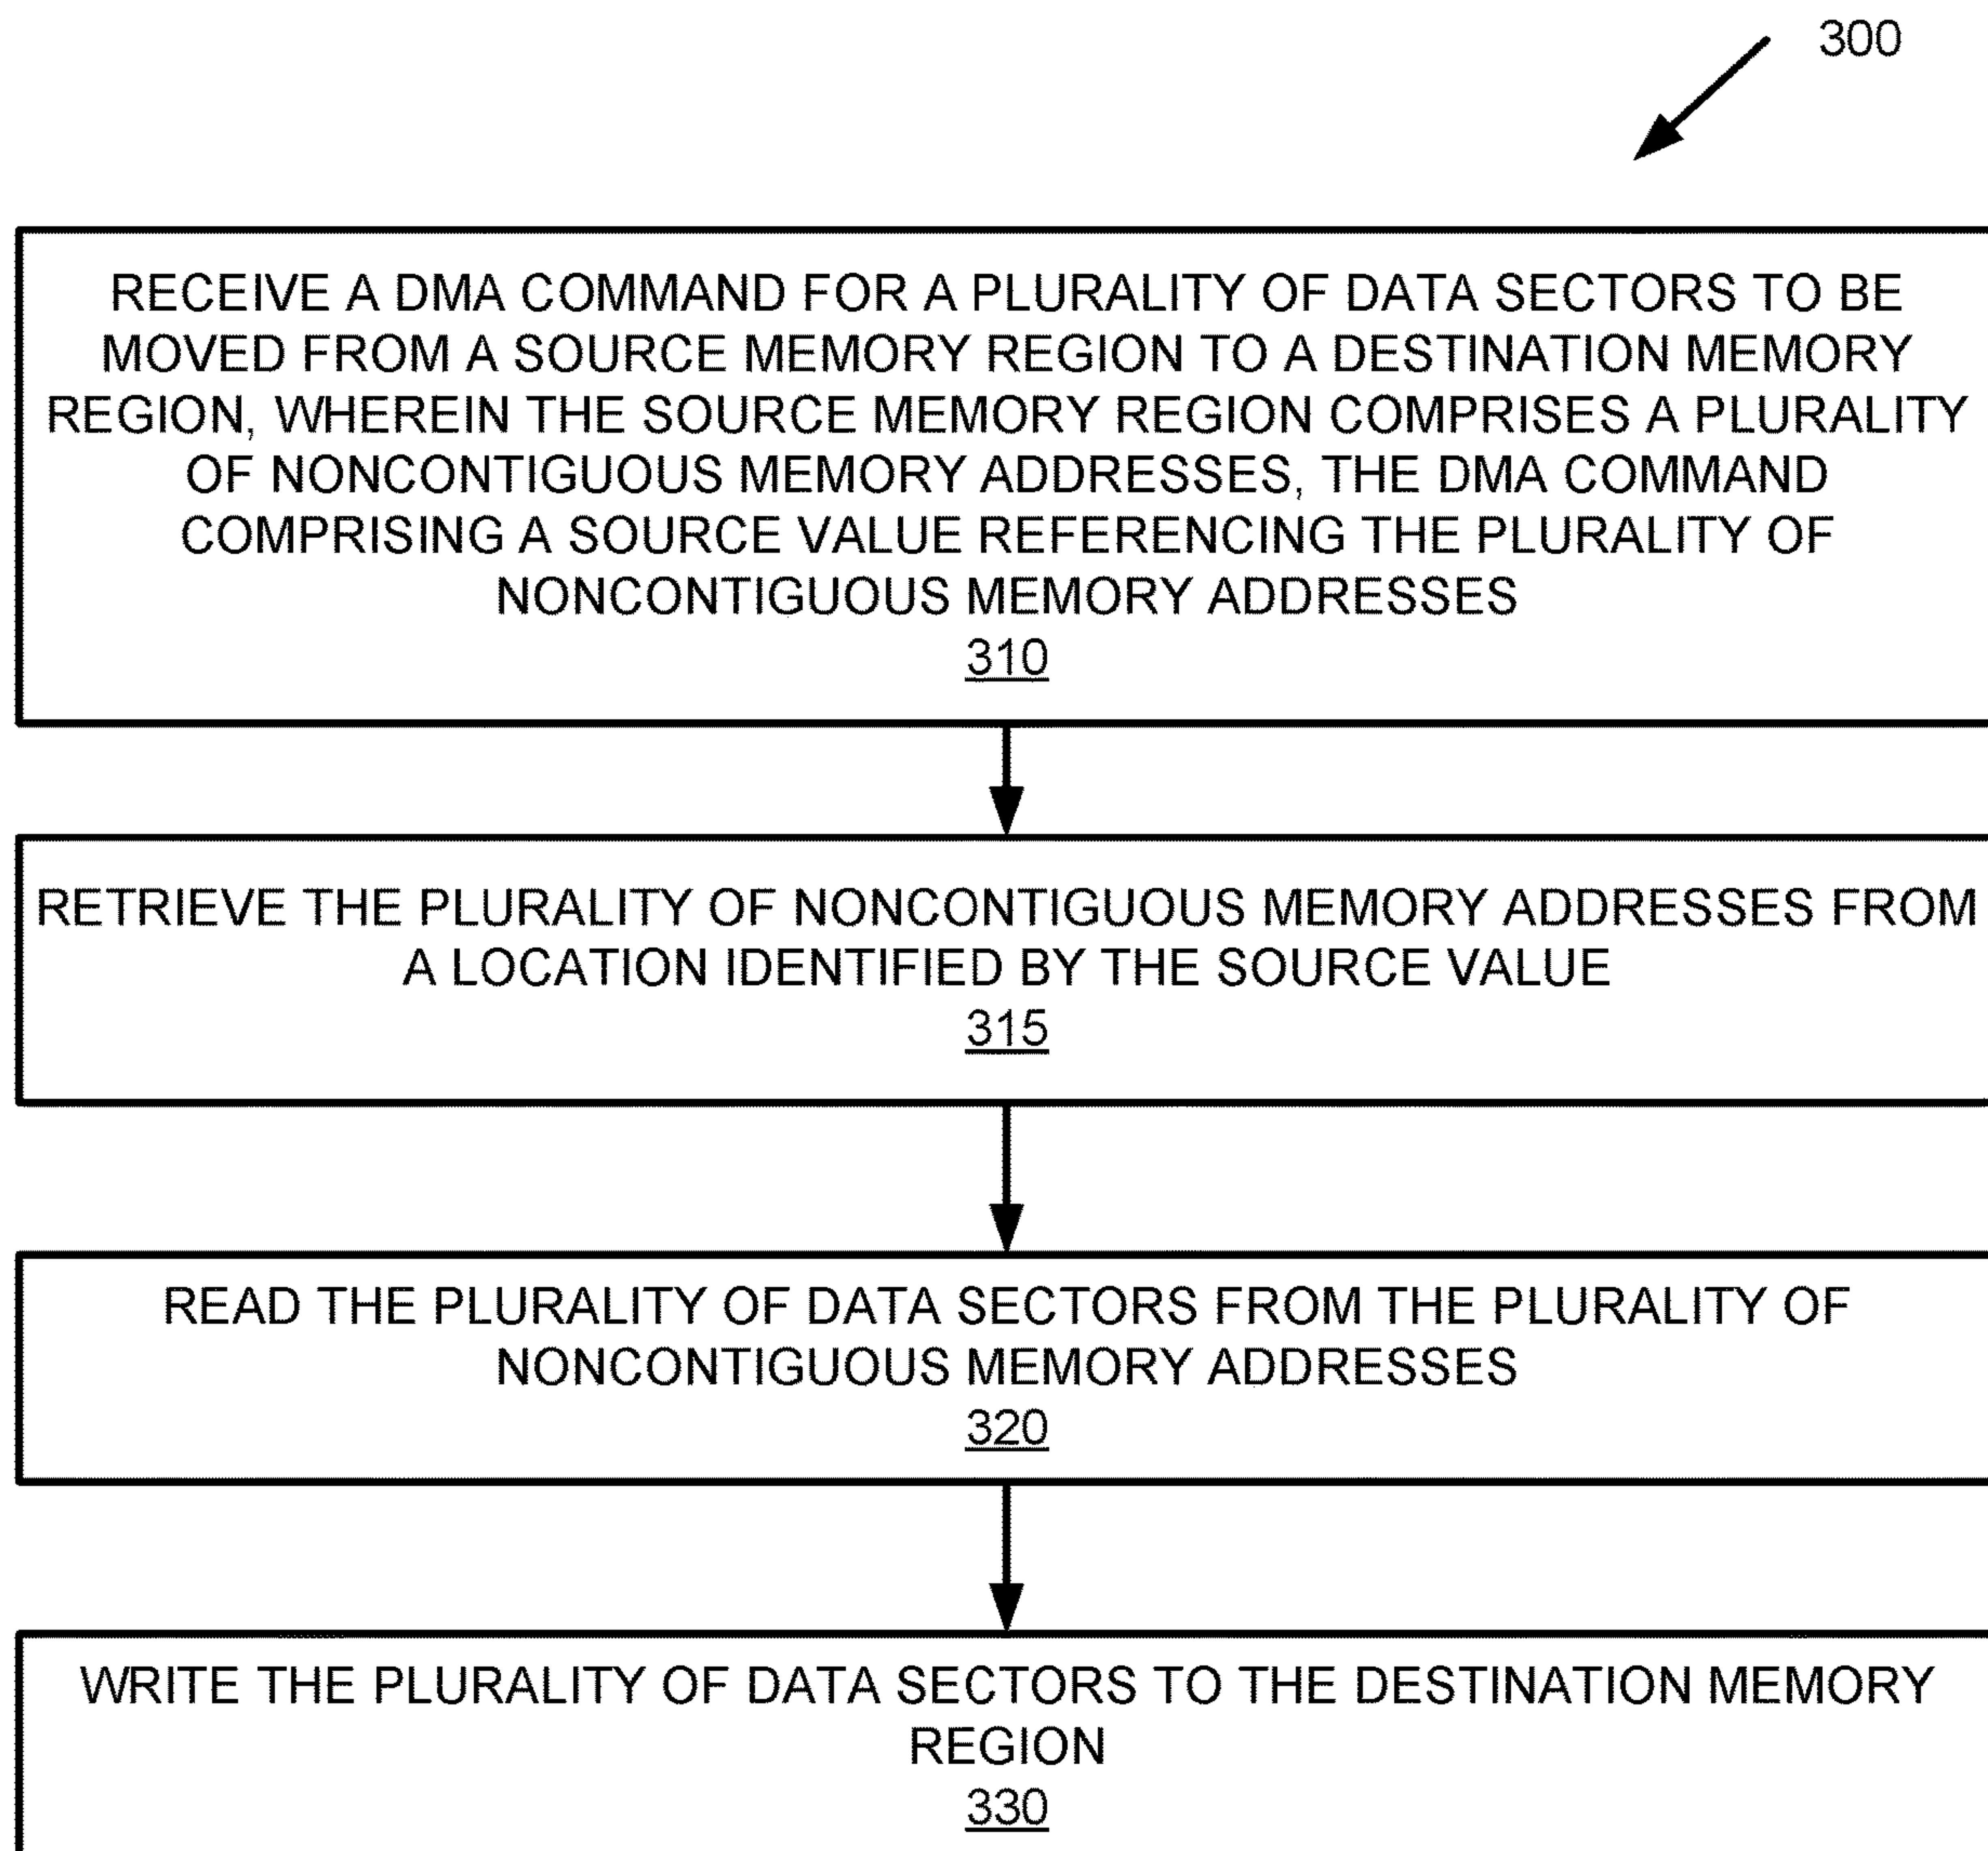 300
RECEIVE A DMA COMMAND FOR A PLURALITY OF DATA SECTORS TO BE
MOVED FROM A SOURCE MEMORY REGION TO A DESTINATION MEMORY
REGION, WHEREIN THE SOURCE MEMORY REGION COMPRISES A PLURALITY
OF NONCONTIGUOUS MEMORY ADDRESSES, THE DMA COMMAND
COMPRISING A SOURCE VALUE REFERENCING THE PLURALITY OF
NONCONTIGUOUS MEMORY ADDRESSES
310
RETRIEVE THE PLURALITY OF NONCONTIGUOUS MEMORY ADDRESSES FROM
A LOCATION IDENTIFIED BY THE SOURCE VALUE
315
READ THE PLURALITY OF DATA SECTORS FROM THE PLURALITY OF
NONCONTIGUOUS MEMORY ADDRESSES
320
WRITE THE PLURALITY OF DATA SECTORS TO THE DESTINATION MEMORY
REGION
330